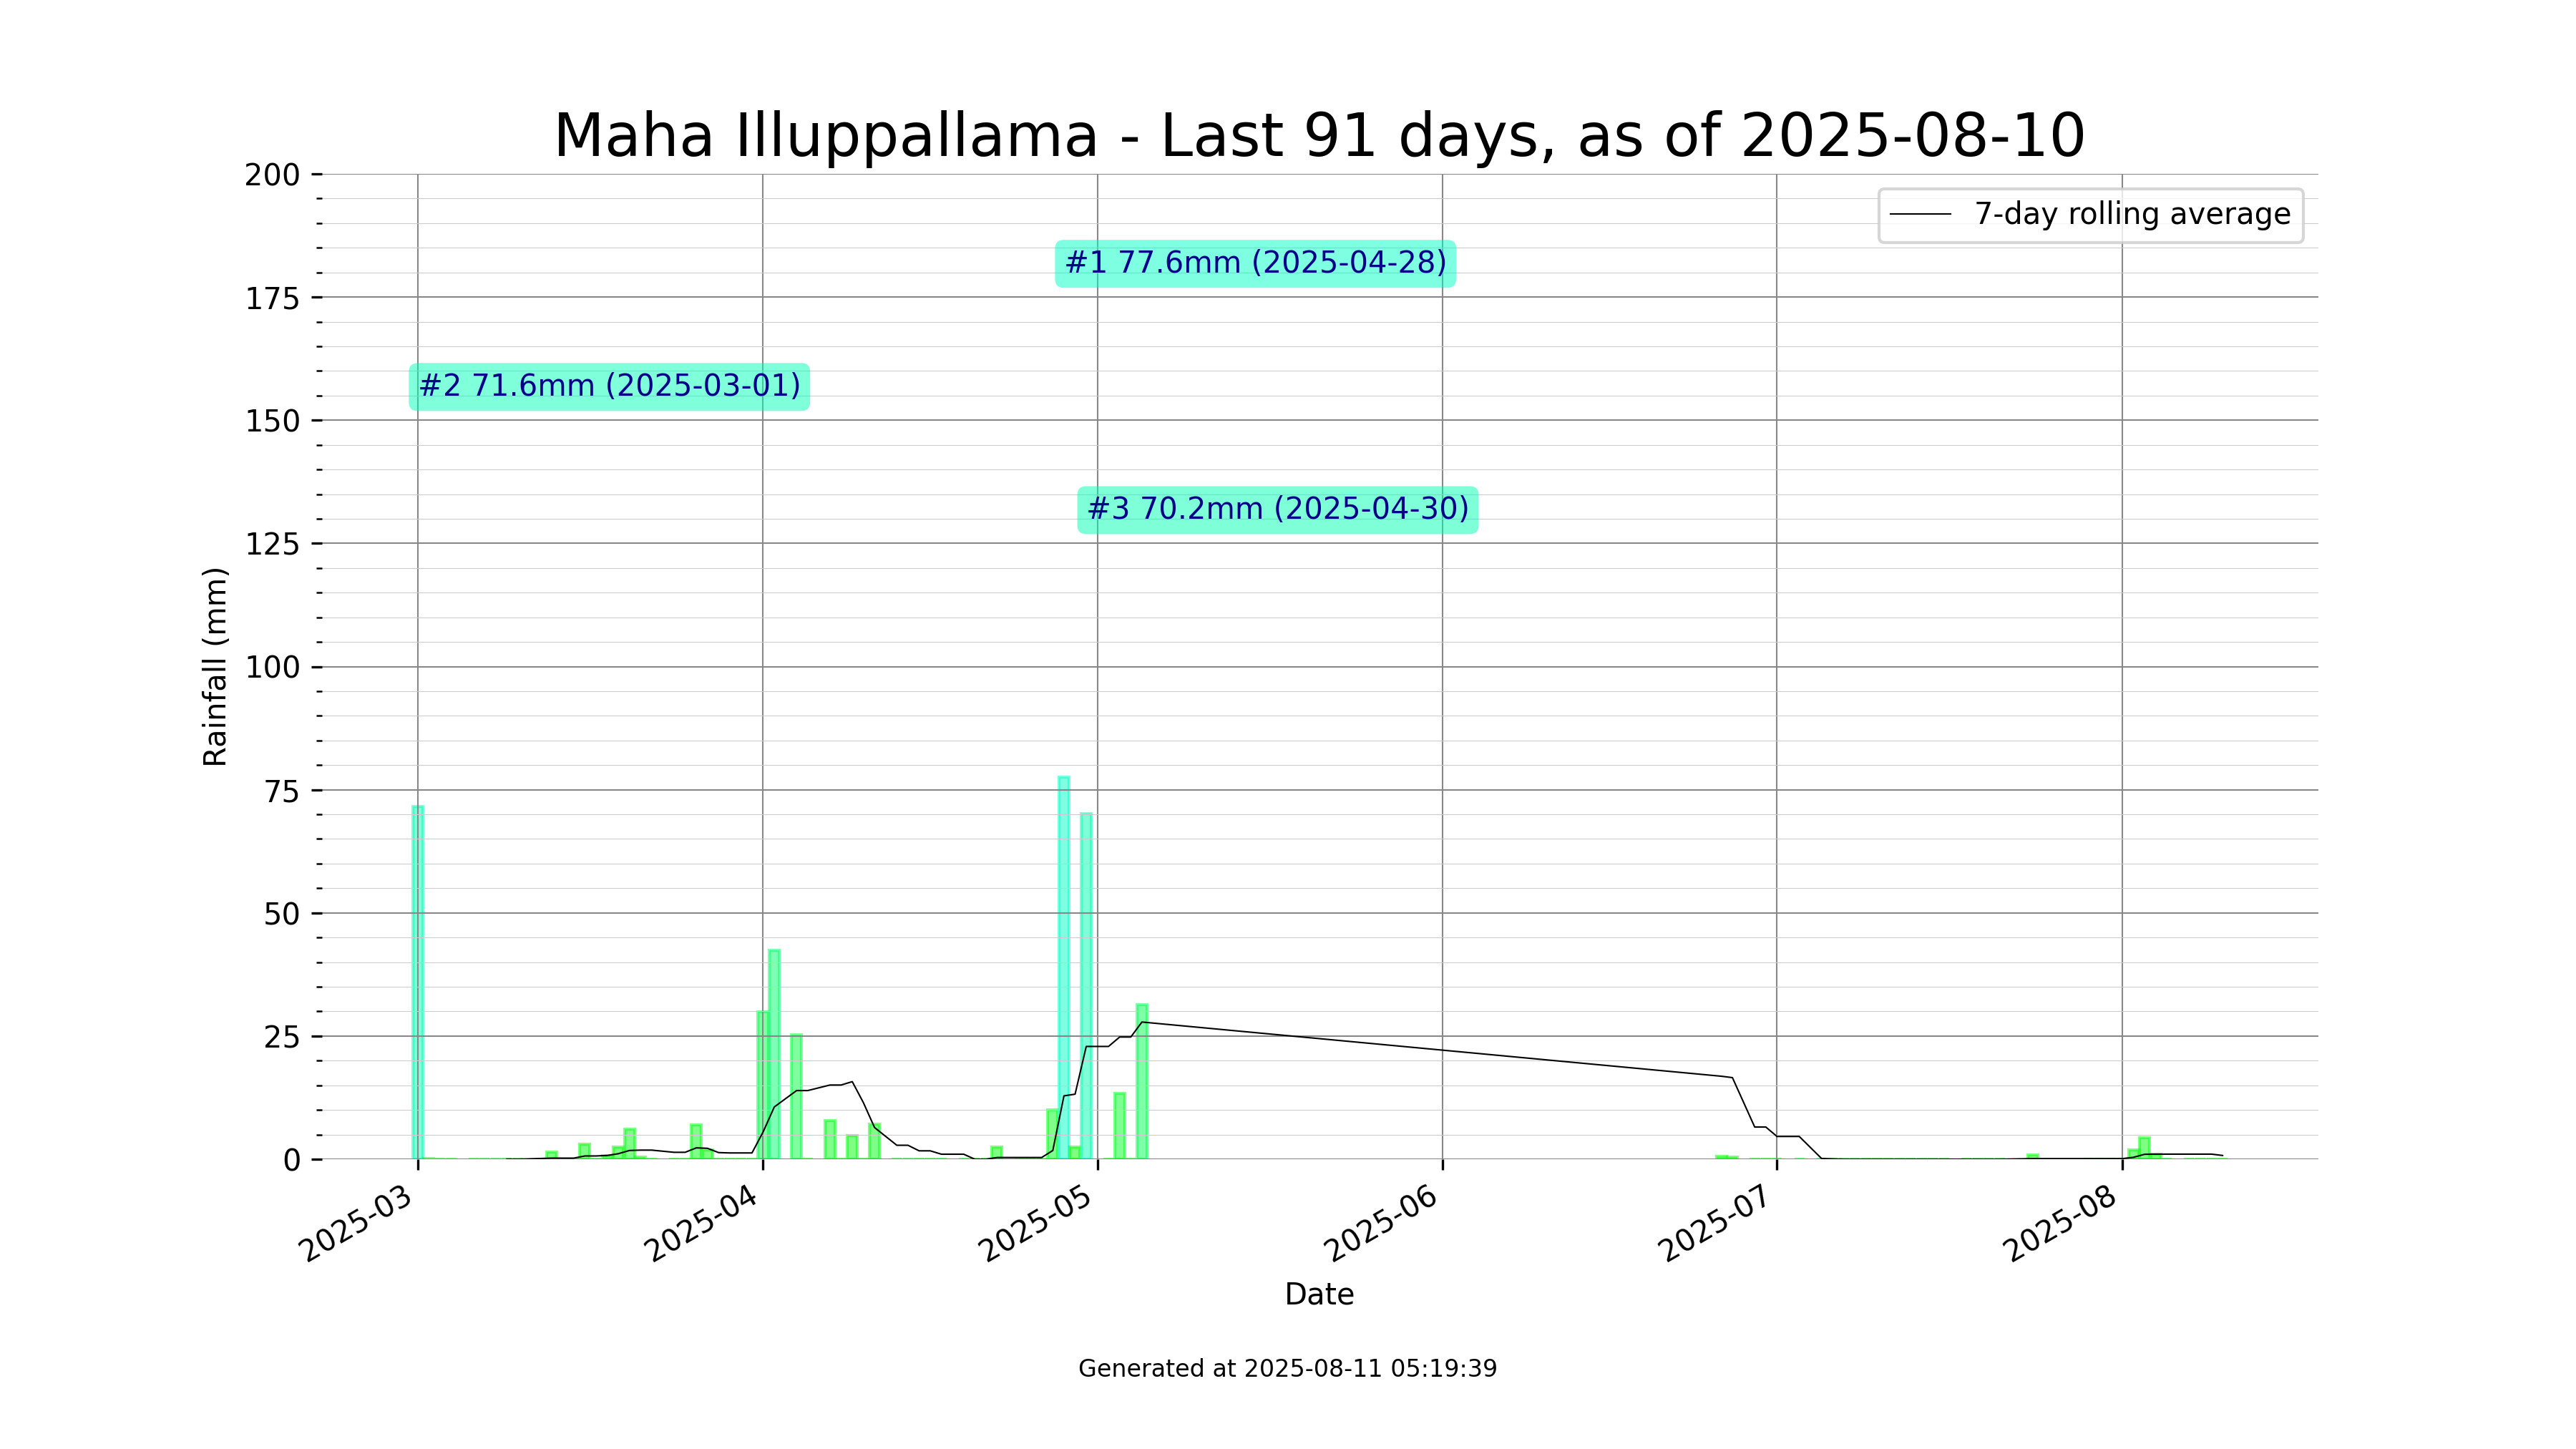 Maha Illuppallama - Last 91 days, as of 2025-08-10
7-day rolling average
#1 77.6mm (2025-04-28)
#2 71.6mm (2025-03-01)
#3 70.2mm (2025-04-30)
Rainfall (mm)
200
175
150
125
100
75
50
25
0
2025-03
2025-04
2025-05
2025-06
2025-07
2025-08
Date
Generated at 2025-08-11 05:19:39